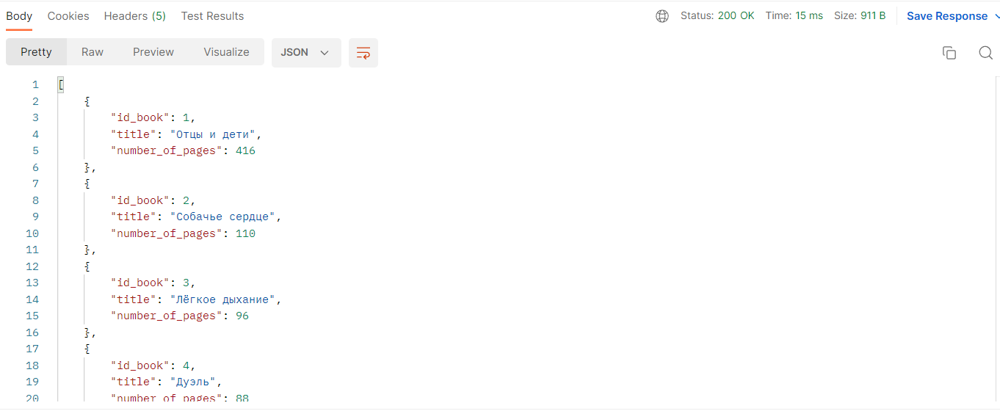 Body Cookies Headers (5) Test Results Status: 200 OK Time: 15 ms Size: 911 B Save Response
Pretty Raw Preview Visualize JSON
1 [
2 {
3 "id_book": 1,
4 "title": "Отцы и дети",
5 "number_of_pages": 416
6 },
7 {
8 "id_book": 2,
9 "title": "Собачье сердце",
10 "number_of_pages": 110
11 },
12 {
13 "id_book": 3,
14 "title": "Лёгкое дыхание",
15 "number_of_pages": 96
16 },
17 {
18 "id_book": 4,
19 "title": "Дуэль",
20 "number_of_pages": 88